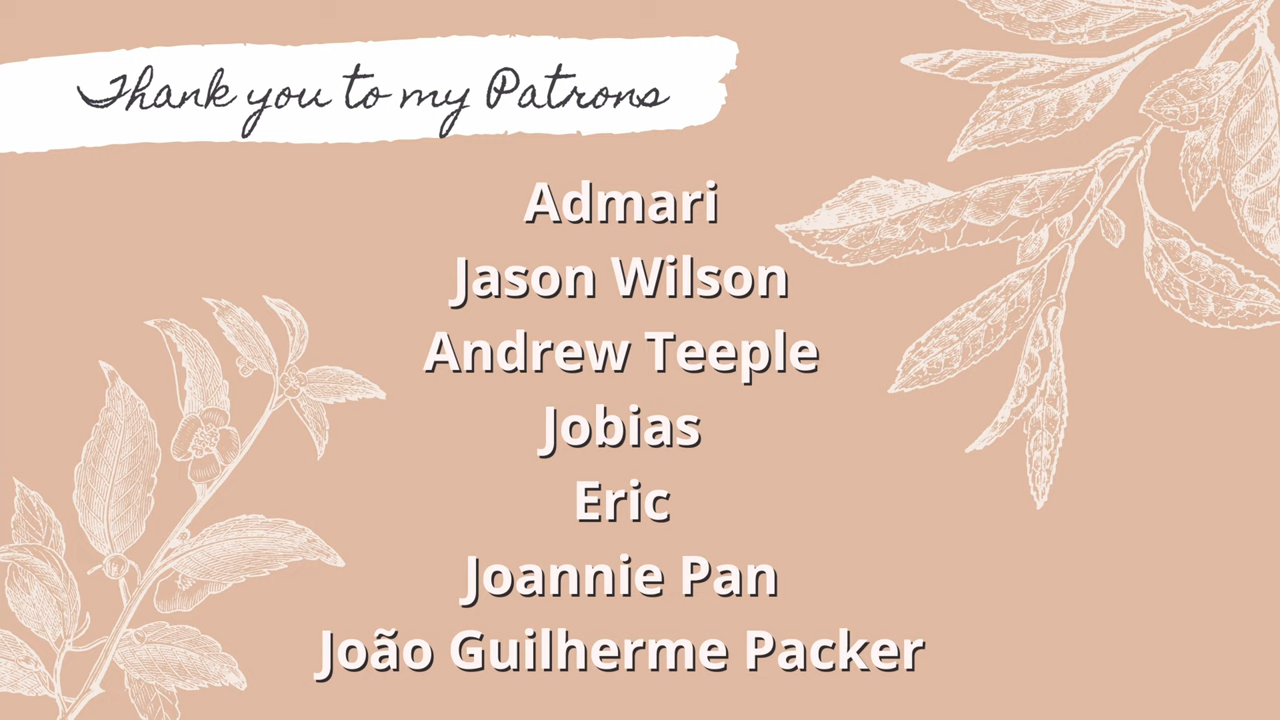 Thank you to my Patrons
Admari
Jason Wilson
Andrew Teeple
Jobias
Eric
Joannie Pan
João Guilherme Packer